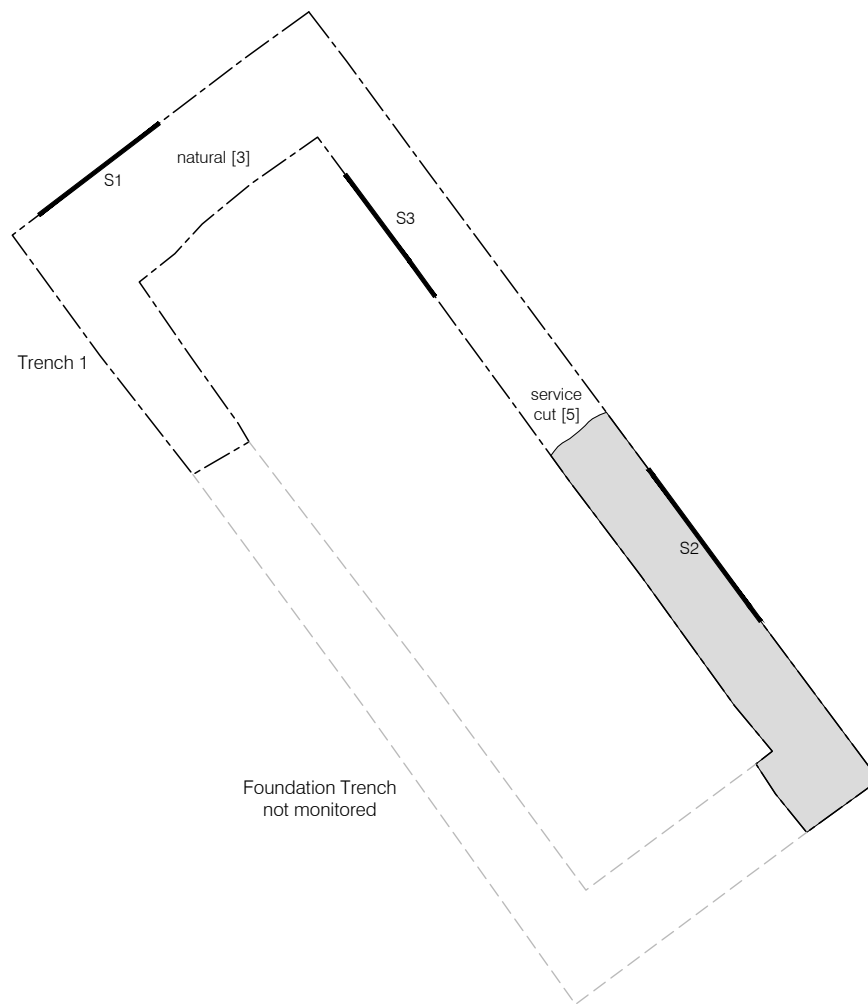 natural [3]
S1
S3
Trench 1
service
cut [5]
S2
Foundation Trench
not monitored